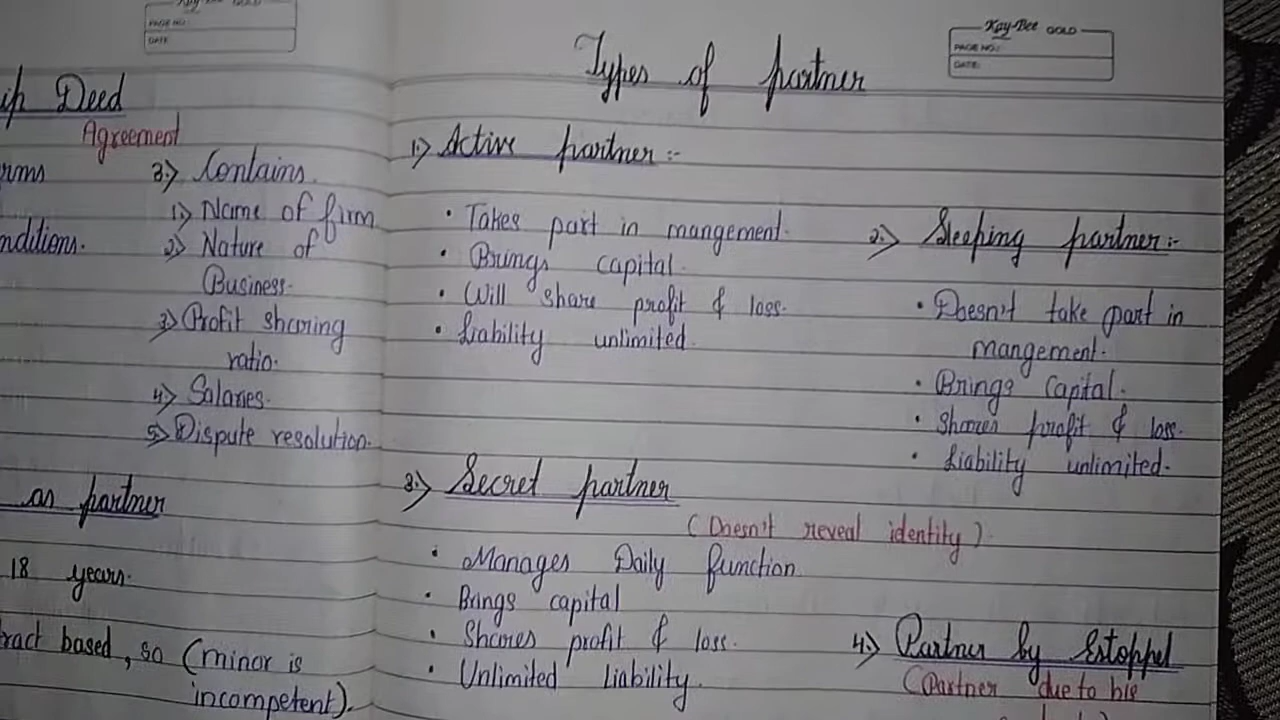 Kay-Bee
PAGE NO.:
DATE:
ip Deed
Agreement
rms
nditions.
3.) Contains.
1) Name of firm
2) Nature of
Business.
3) Profit sharing
ratio.
4) Salaries.
5) Dispute resolution.
as partner
18 years.
ract based, so (minor is
incompetent).
Kay-Bee GOLD
PAGE NO.:
DATE:
Types of partner
1.) Active partner :-
• Takes part in mangement.
• Brings capital.
• Will share profit & loss.
• Liability unlimited.
2.) Sleeping partner :-
• Doesn't take part in
mangement.
• Brings Capital.
• Shares profit & loss.
• Liability unlimited.
3.) Secret partner
(Doesn't reveal identity).
• Manages Daily function.
• Brings capital
• Shares profit & loss.
• Unlimited Liability.
4.) Partner by Estoppel
(Partner due to his